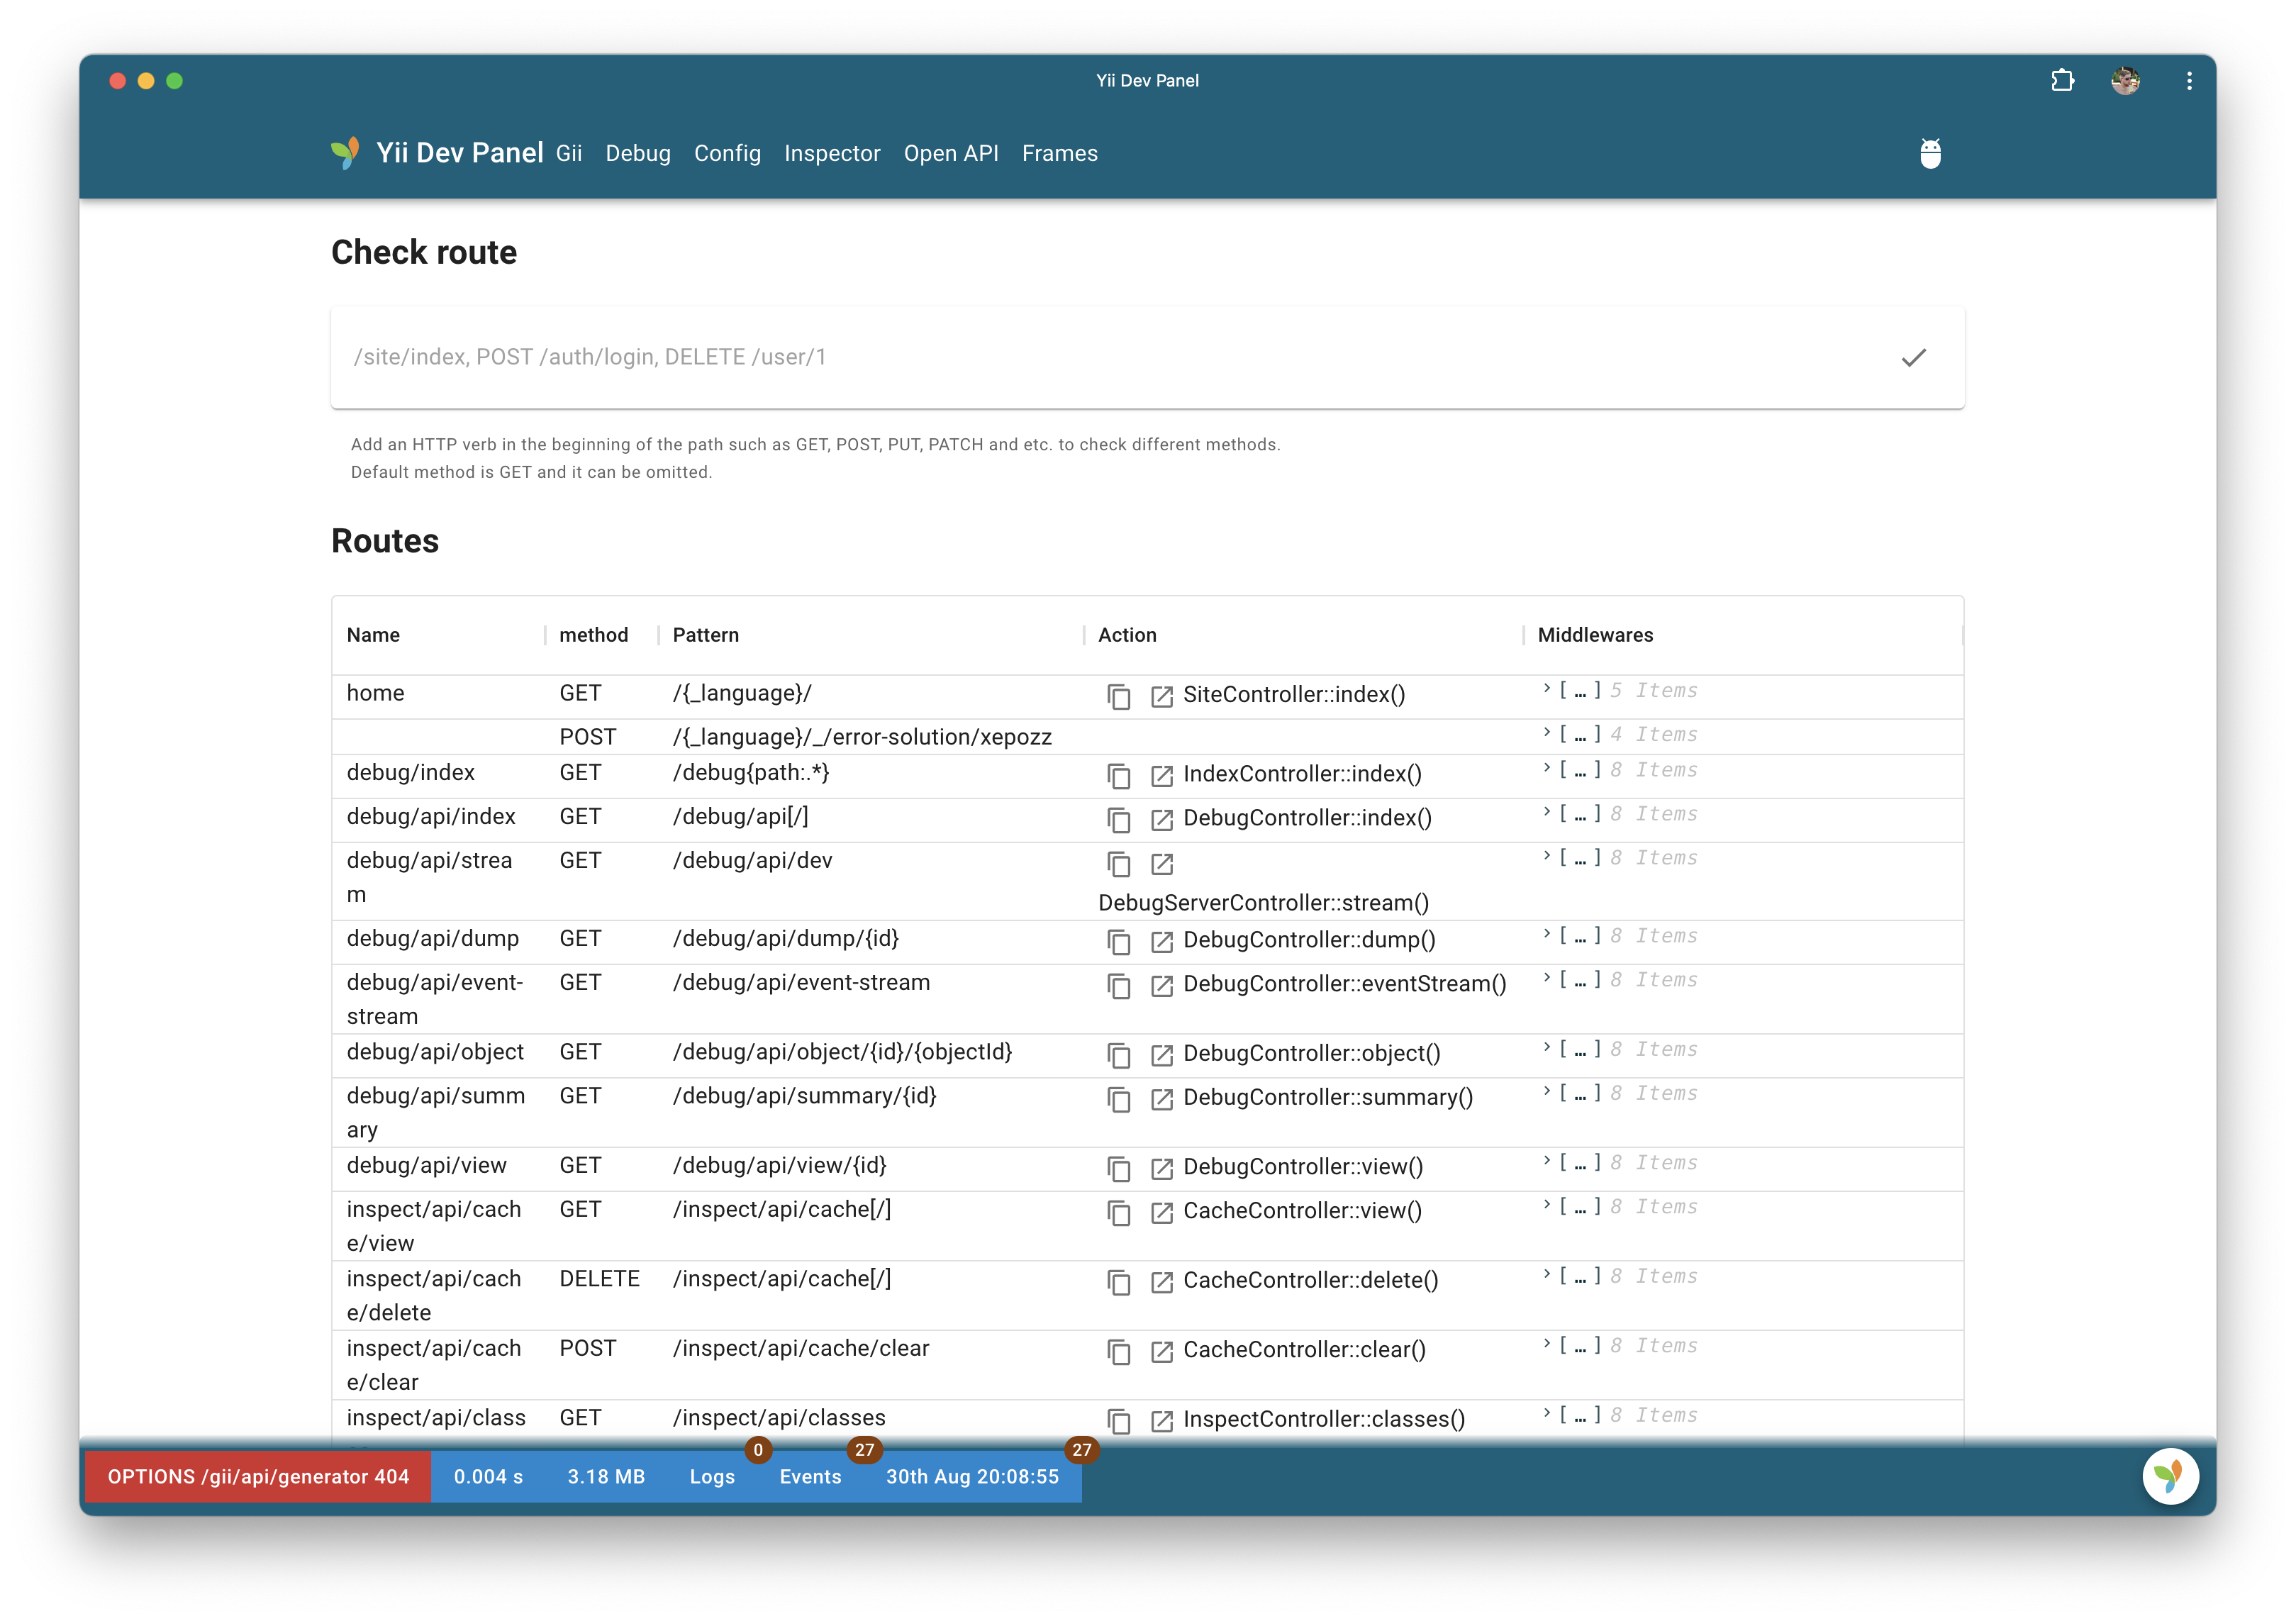 Yii Dev Panel
Yii Dev Panel Gii Debug Config Inspector Open API Frames
Check route
/site/index, POST /auth/login, DELETE /user/1
Add an HTTP verb in the beginning of the path such as GET, POST, PUT, PATCH and etc. to check different methods.
Default method is GET and it can be omitted.
Routes
Name method Pattern Action Middlewares
home GET /{_language}/ SiteController::index() [ … ] 5 Items
POST /{_language}/_/error-solution/xepozz [ … ] 4 Items
debug/index GET /debug{path:.*} IndexController::index() [ … ] 8 Items
debug/api/index GET /debug/api[/] DebugController::index() [ … ] 8 Items
debug/api/strea GET /debug/api/dev [ … ] 8 Items
m
DebugServerController::stream()
debug/api/dump GET /debug/api/dump/{id} DebugController::dump() [ … ] 8 Items
debug/api/event- GET /debug/api/event-stream DebugController::eventStream() [ … ] 8 Items
stream
debug/api/object GET /debug/api/object/{id}/{objectId} DebugController::object() [ … ] 8 Items
debug/api/summ GET /debug/api/summary/{id} DebugController::summary() [ … ] 8 Items
ary
debug/api/view GET /debug/api/view/{id} DebugController::view() [ … ] 8 Items
inspect/api/cach GET /inspect/api/cache[/] CacheController::view() [ … ] 8 Items
e/view
inspect/api/cach DELETE /inspect/api/cache[/] CacheController::delete() [ … ] 8 Items
e/delete
inspect/api/cach POST /inspect/api/cache/clear CacheController::clear() [ … ] 8 Items
e/clear
inspect/api/class GET /inspect/api/classes InspectController::classes() [ … ] 8 Items
0 27 27
OPTIONS /gii/api/generator 404 0.004 s 3.18 MB Logs Events 30th Aug 20:08:55